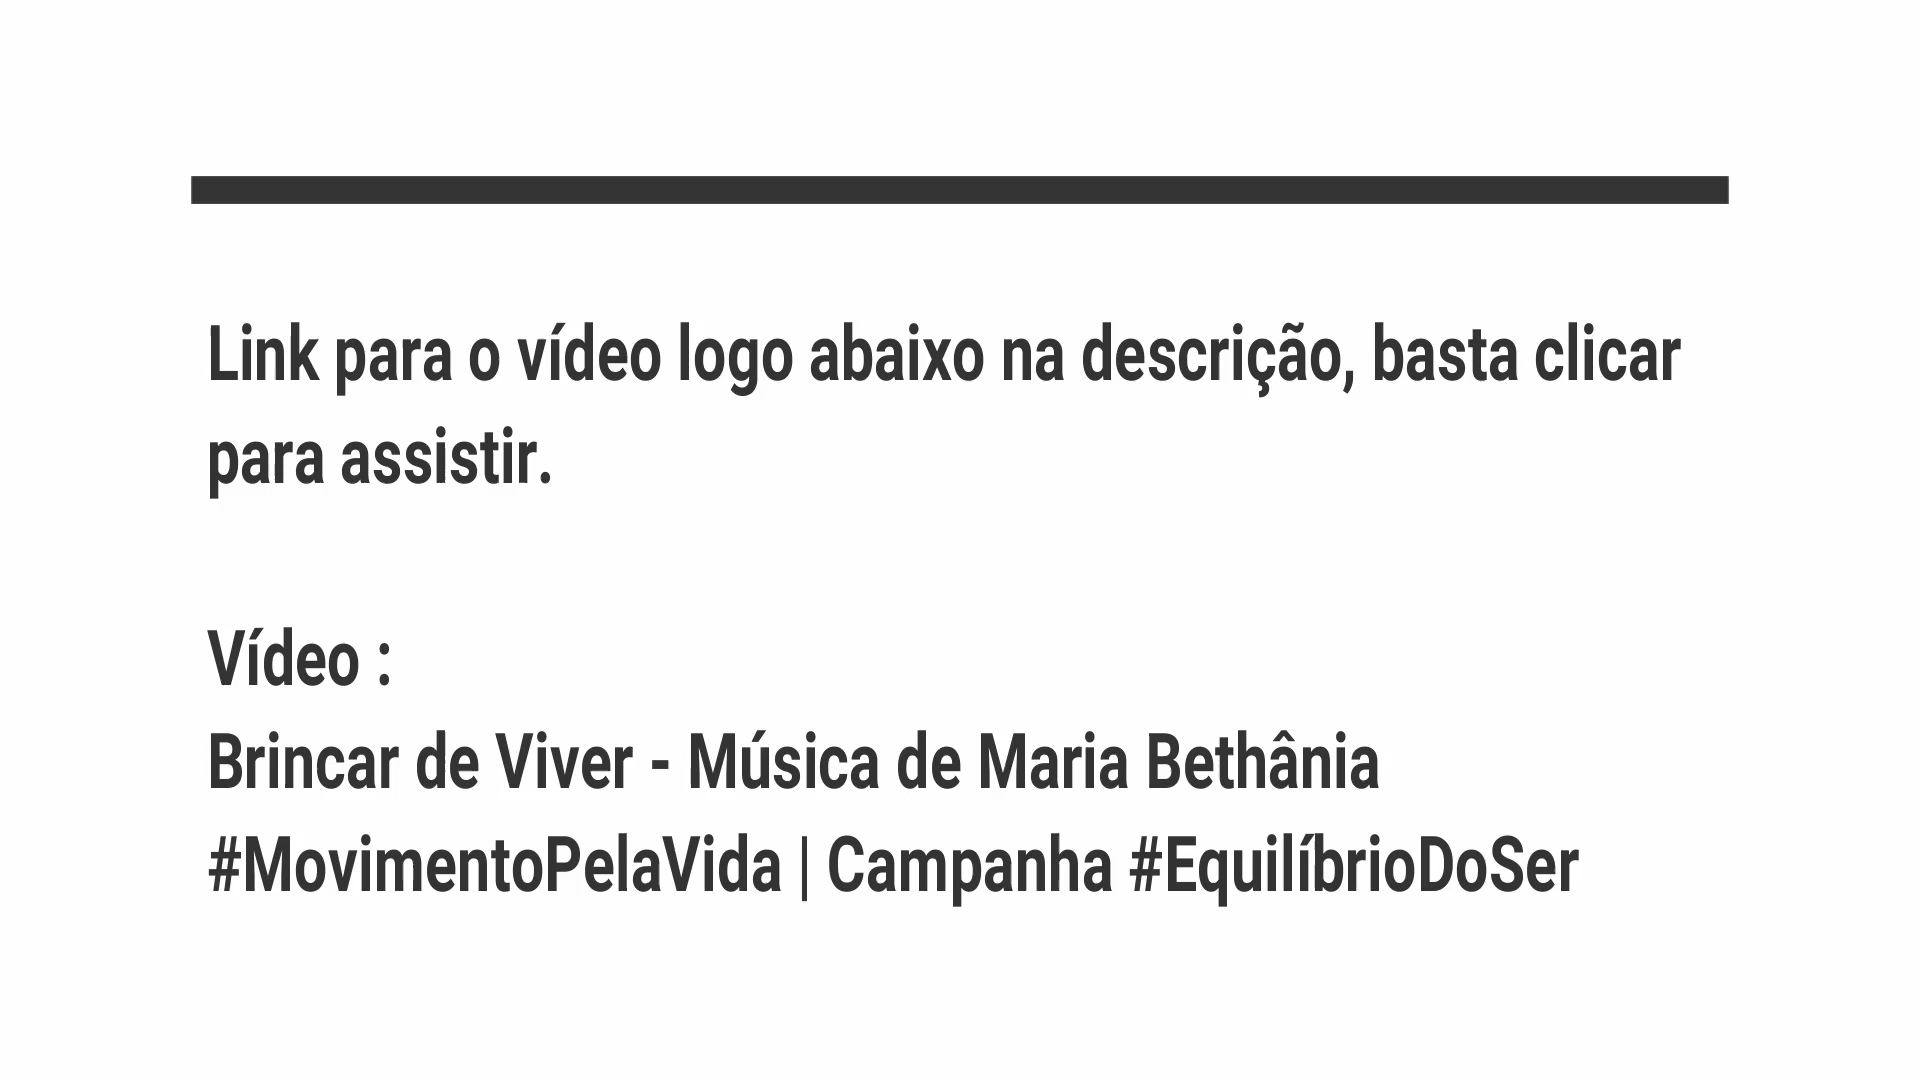 Link para o vídeo logo abaixo na descrição, basta clicar
para assistir.
Vídeo :
Brincar de Viver - Música de Maria Bethânia
#MovimentoPelaVida | Campanha #EquilíbrioDoSer